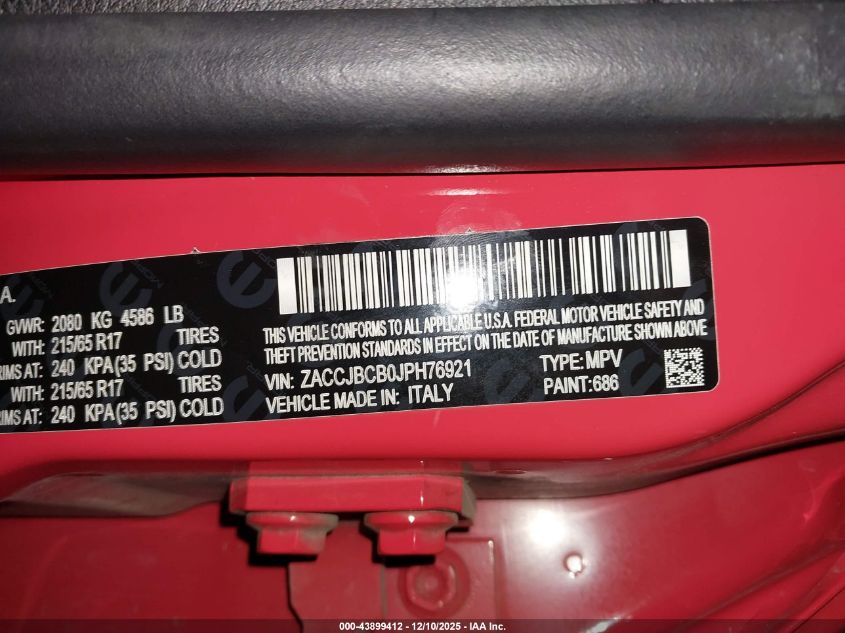 A.
GVWR: 2080 KG 4586 LB
WITH: 215/65 R17 TIRES
RIMS AT: 240 KPA(35 PSI) COLD
WITH: 215/65 R17 TIRES
RIMS AT: 240 KPA(35 PSI) COLD
THIS VEHICLE CONFORMS TO ALL APPLICABLE U.S.A. FEDERAL MOTOR VEHICLE SAFETY AND
THEFT PREVENTION STANDARDS IN EFFECT ON THE DATE OF MANUFACTURE SHOWN ABOVE
VIN: ZACCJBCB0JPH76921 TYPE: MPV
VEHICLE MADE IN: ITALY PAINT:686
000-43899412 - 12/10/2025 - IAA Inc.